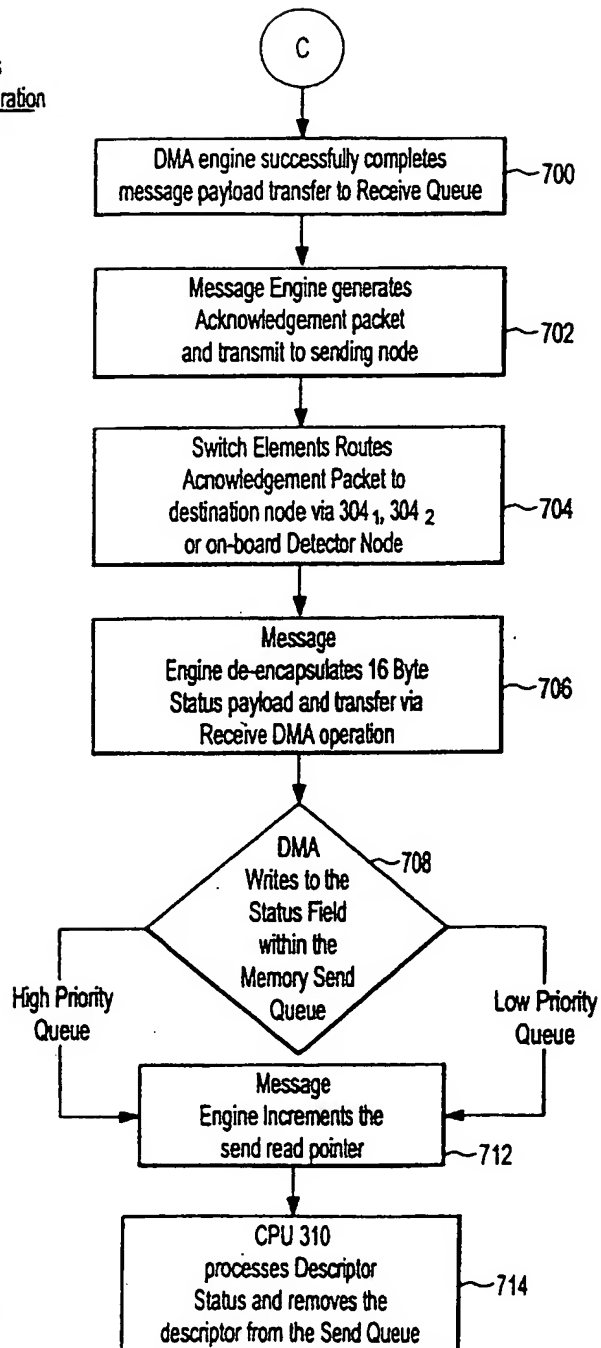 s
ration
C
DMA engine successfully completes
message payload transfer to Receive Queue
700
Message Engine generates
Acknowledgement packet
and transmit to sending node
702
Switch Elements Routes
Acnowledgement Packet to
destination node via 304 1, 304 2
or on-board Detector Node
704
Message
Engine de-encapsulates 16 Byte
Status payload and transfer via
Receive DMA operation
706
DMA
Writes to the
Status Field
within the
Memory Send
Queue
708
High Priority
Queue
Low Priority
Queue
Message
Engine Increments the
send read pointer
712
CPU 310
processes Descriptor
Status and removes the
descriptor from the Send Queue
714